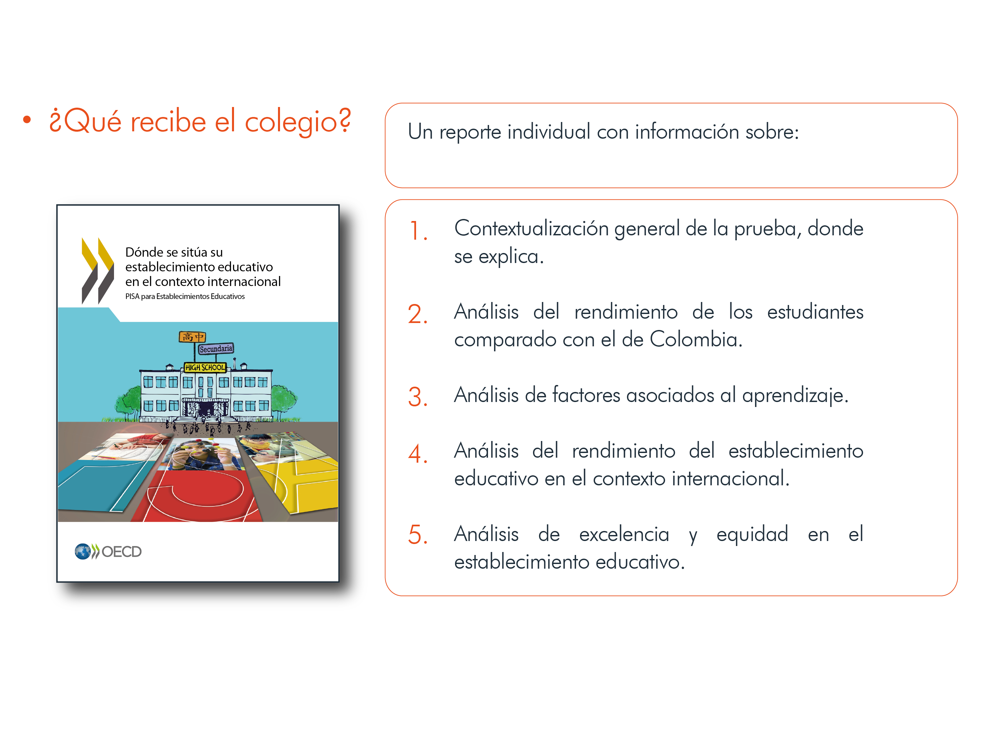 • ¿Qué recibe el colegio?
Dónde se sitúa su
establecimiento educativo
en el contexto internacional
PISA para Establecimientos Educativos
高中
Secundaria
HIGH SCHOOL
OECD
Un reporte individual con información sobre:
1. Contextualización general de la prueba, donde
se explica.
2. Análisis del rendimiento de los estudiantes
comparado con el de Colombia.
3. Análisis de factores asociados al aprendizaje.
4. Análisis del rendimiento del establecimiento
educativo en el contexto internacional.
5. Análisis de excelencia y equidad en el
establecimiento educativo.